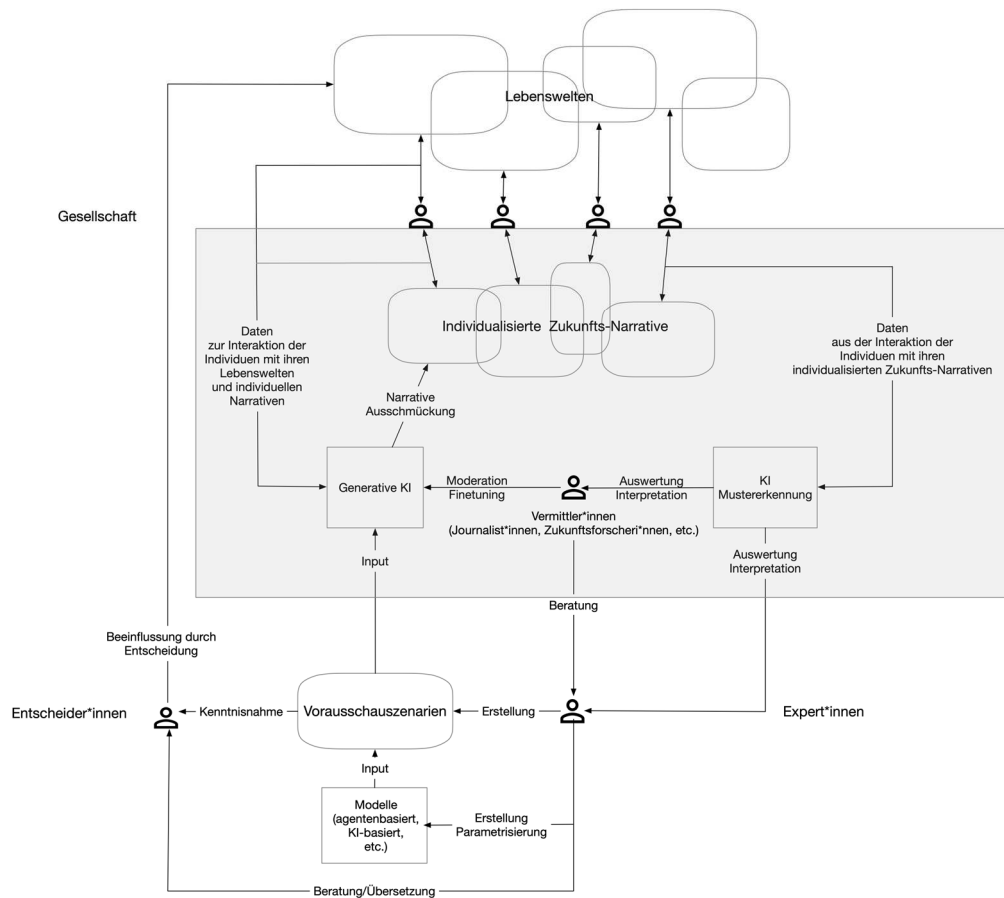 Lebenswelten
Gesellschaft
Individualisierte Zukunfts-Narrative
Daten
zur Interaktion der
Individuen mit ihren
Lebenswelten
und individuellen
Narrativen
Daten
aus der Interaktion der
Individuen mit ihren
individualisierten Zukunfts-Narrativen
Narrative
Ausschmückung
Generative KI
Moderation
Finetuning
Auswertung
Interpretation
KI
Mustererkennung
Vermittler*innen
(Journalist*innen, Zukunftsforscheri*nnen, etc.)
Input
Auswertung
Interpretation
Beratung
Beeinflussung durch
Entscheidung
Entscheider*innen
Kenntnisnahme
Vorausschauszenarien
Erstellung
Expert*innen
Input
Modelle
(agentenbasiert,
KI-basiert,
etc.)
Erstellung
Parametrisierung
Beratung/Übersetzung